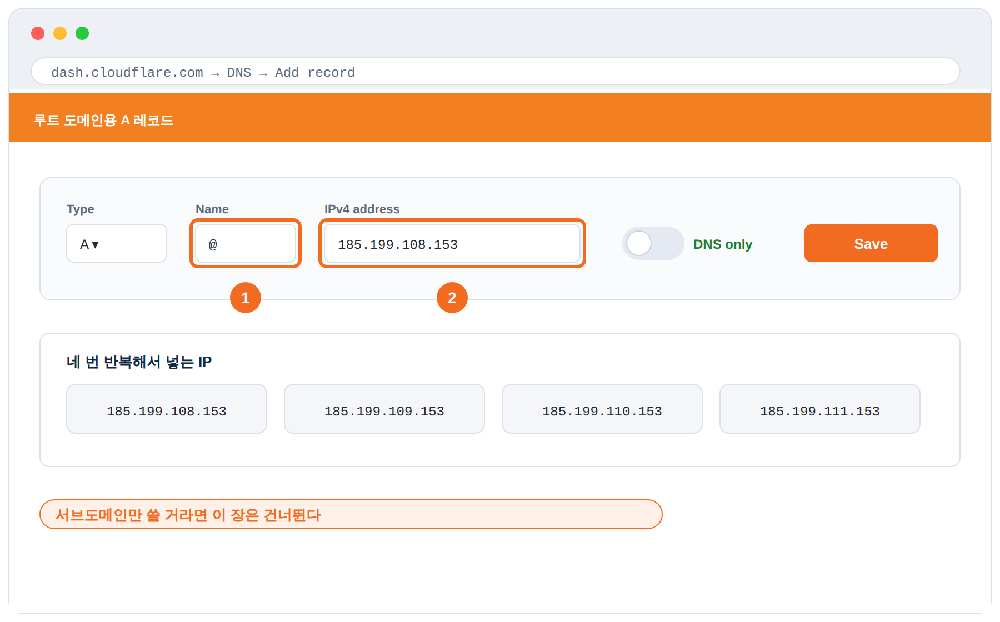 dash.cloudflare.com → DNS → Add record
루트 도메인용 A 레코드
Type Name IPv4 address
A ▾ @ 185.199.108.153 DNS only Save
1 2
네 번 반복해서 넣는 IP
185.199.108.153 185.199.109.153 185.199.110.153 185.199.111.153
서브도메인만 쓸 거라면 이 장은 건너뛴다